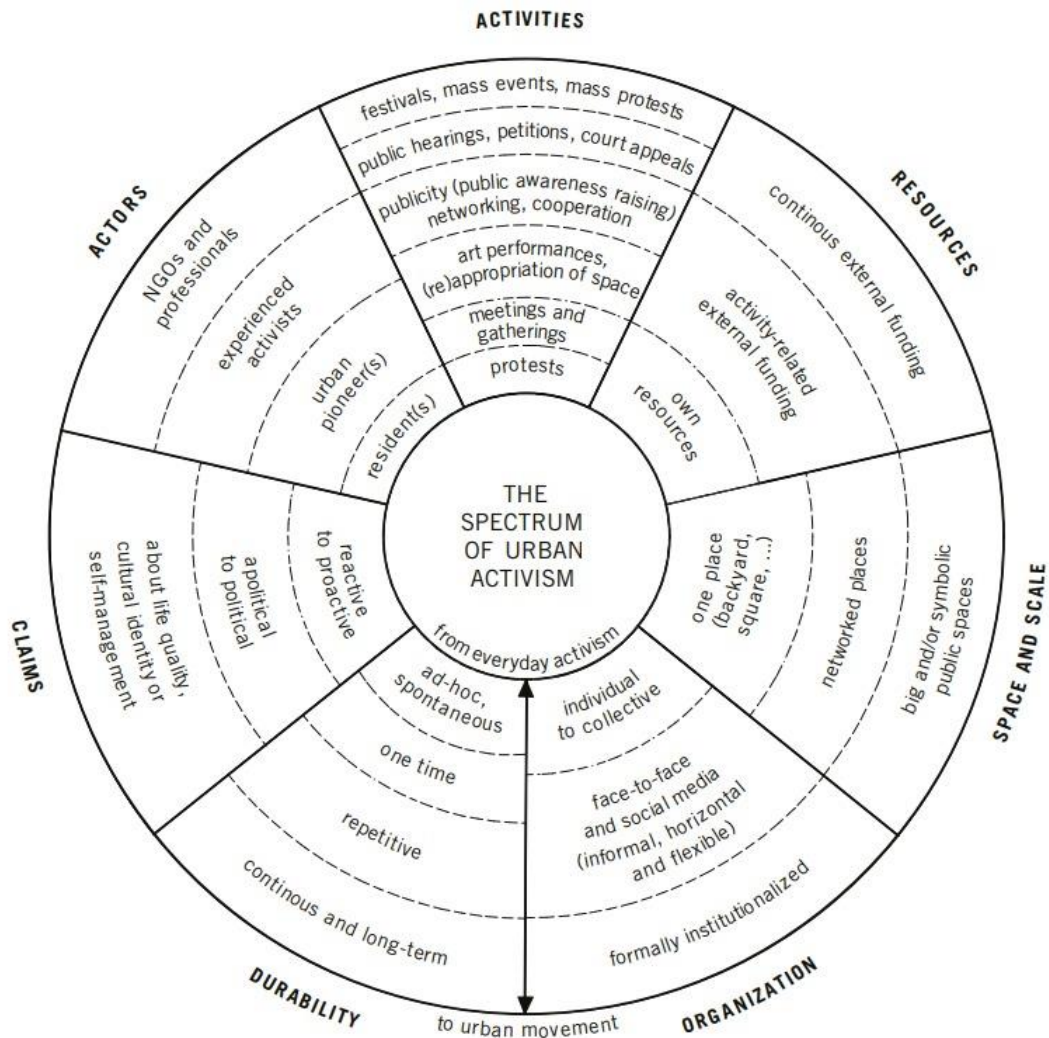 ACTIVITIES
festivals, mass events, mass protests
public hearings, petitions, court appeals
publicity (public awareness raising)
networking, cooperation
art performances,
(re)appropriation of space
meetings and
gatherings
protests
RESOURCES
continous external funding
activity-related
external funding
own
resources
SPACE AND SCALE
one place
(backyard,
square, ...)
networked places
big and/or symbolic
public spaces
ORGANIZATION
individual
to collective
face-to-face
and social media
(informal, horizontal
and flexible)
formally institutionalized
DURABILITY
ad-hoc,
spontaneous
one time
repetitive
continous and long-term
CLAIMS
reactive
to proactive
apolitical
to political
about life quality,
cultural identity or
self-management
ACTORS
NGOs and
professionals
experienced
activists
urban
pioneer(s)
resident(s)
THE
SPECTRUM
OF URBAN
ACTIVISM
from everyday activism
to urban movement